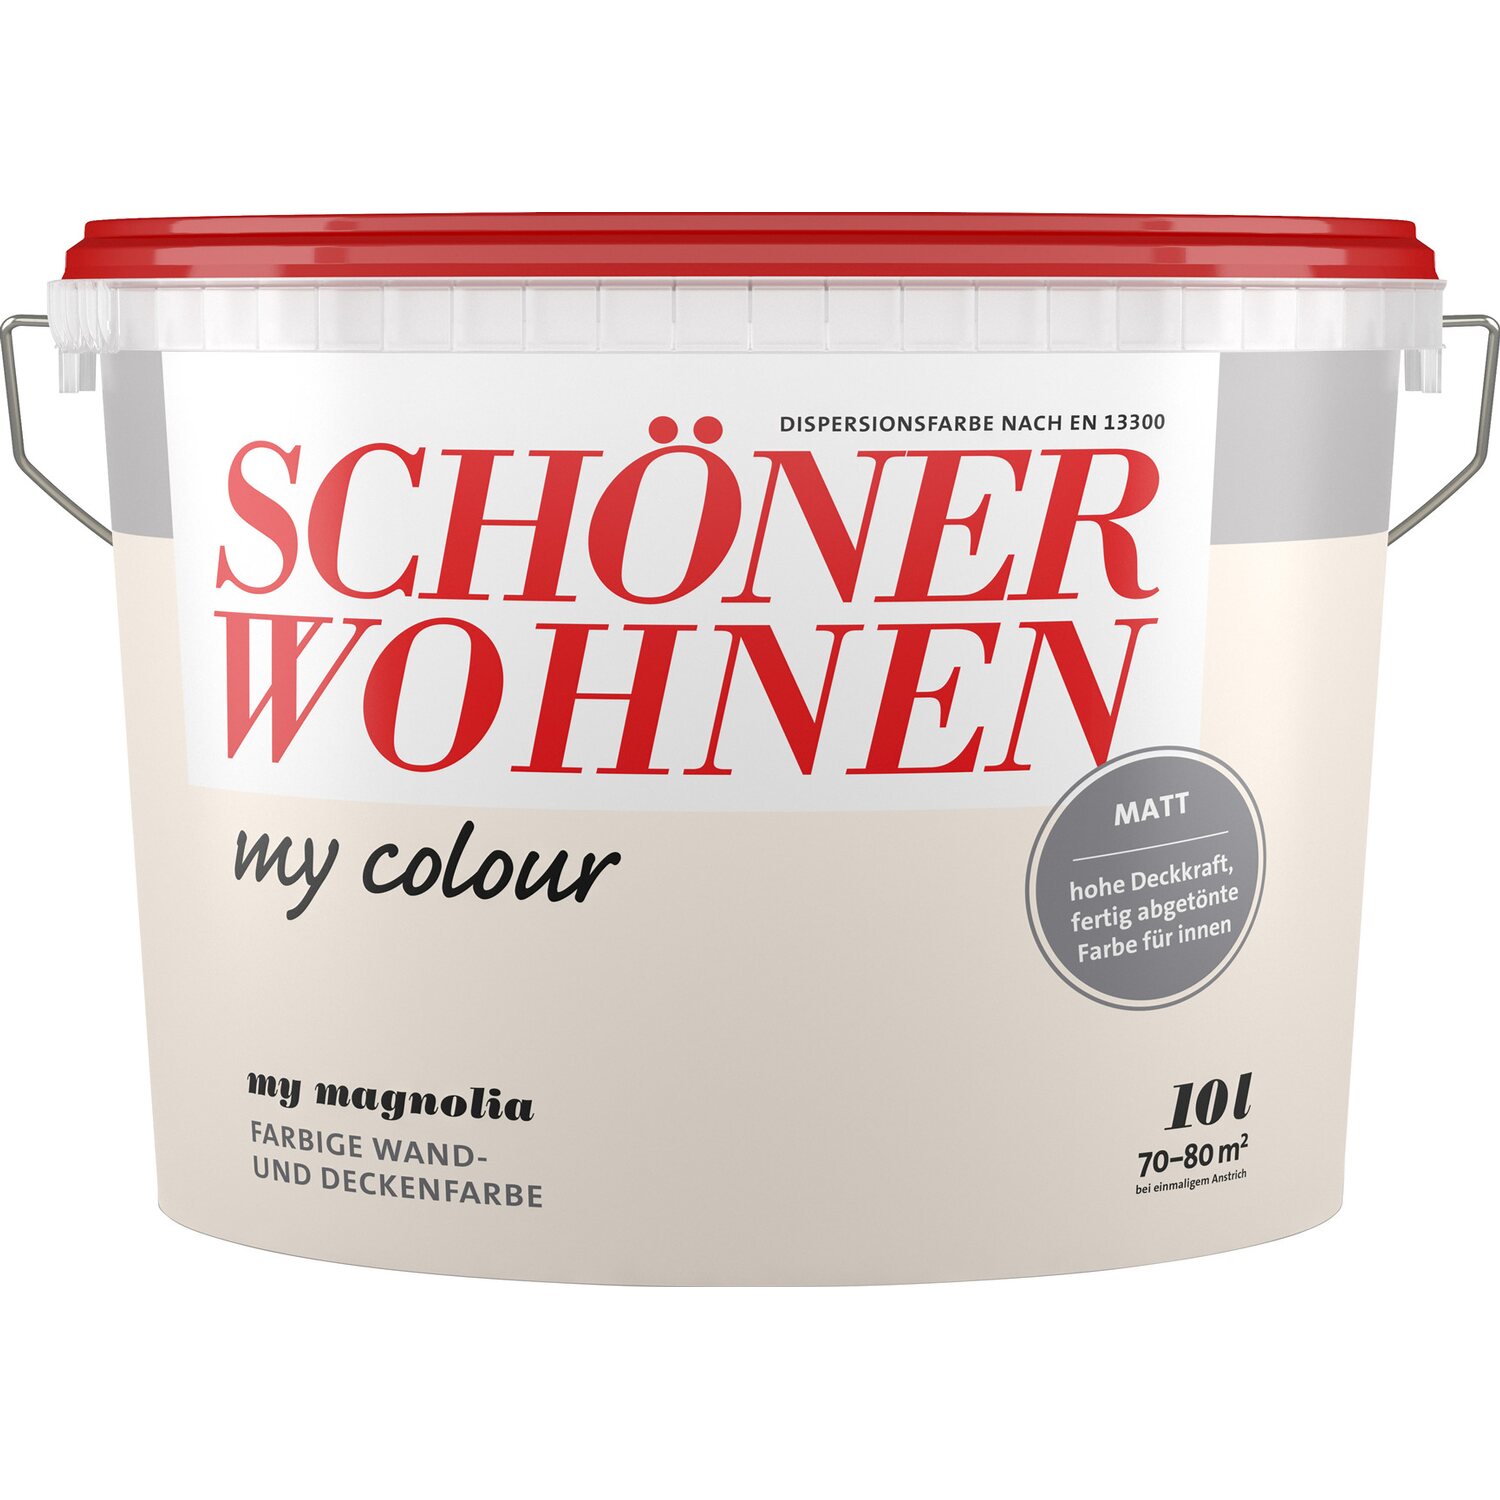 DISPERSIONSFARBE NACH EN 13300
SCHÖNER
WOHNEN
my colour
MATT
hohe Deckkraft,
fertig abgetönte
Farbe für innen
my magnolia
FARBIGE WAND-
UND DECKENFARBE
10l
70–80 m²
bei einmaligem Anstrich